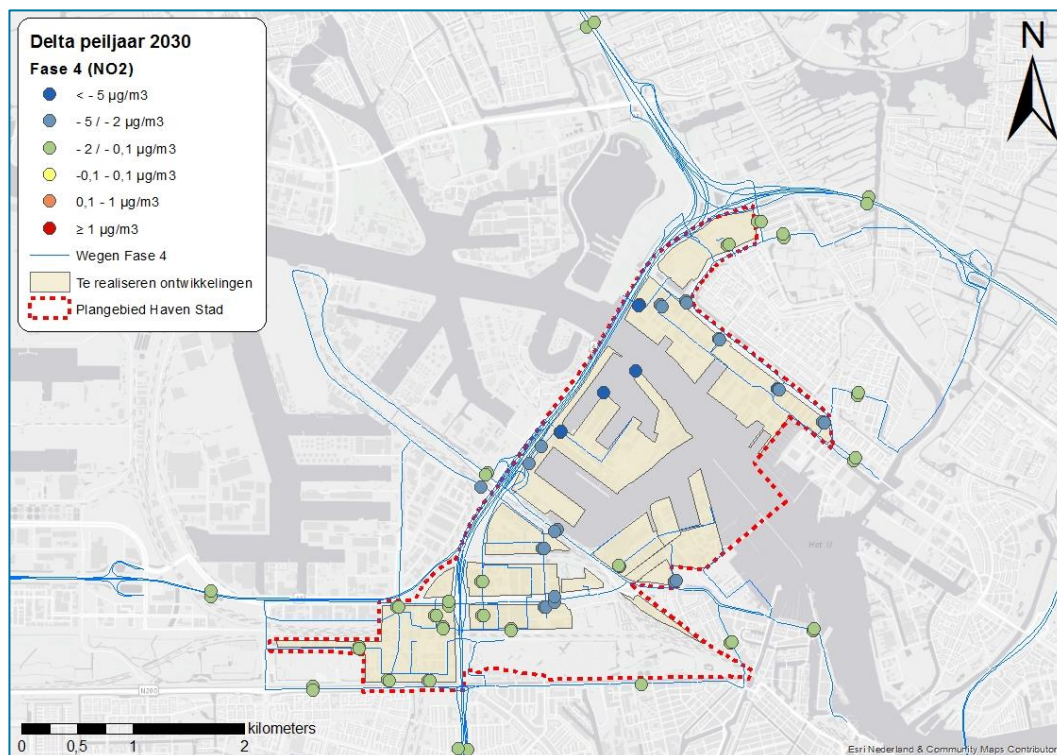 Delta peiljaar 2030
Fase 4 (NO2)
< - 5 µg/m3
- 5 / - 2 µg/m3
- 2 / - 0,1 µg/m3
-0,1 - 0,1 µg/m3
0,1 - 1 µg/m3
≥ 1 µg/m3
Wegen Fase 4
Te realiseren ontwikkelingen
Plangebied Haven Stad
N
Het IJ
N200
kilometers
0 0,5 1 2
Esri Nederland & Community Maps Contributor